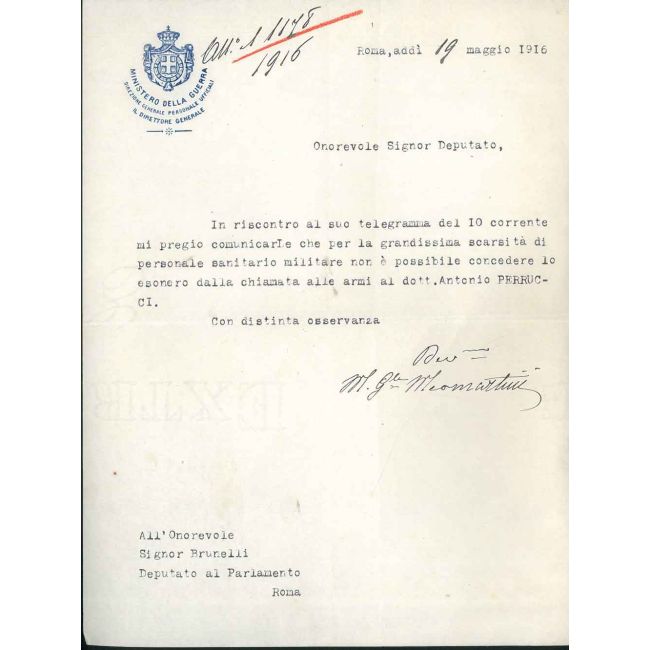 1178
1916
Roma, addì 19 maggio 1916
MINISTERO DELLA GUERRA
DIREZIONE GENERALE PERSONALE UFFICIALI
IL DIRETTORE GENERALE
Onorevole Signor Deputato,
In riscontro al suo telegramma del IO corrente
mi pregio comunicarLe che per la grandissima scarsità di
personale sanitario militare non è possibile concedere lo
esonero dalla chiamata alle armi al dott.Antonio PERRUC-
CI.
Con distinta osservanza
Dev
M. Gle
All'Onorevole
Signor Brunelli
Deputato al Parlamento
Roma